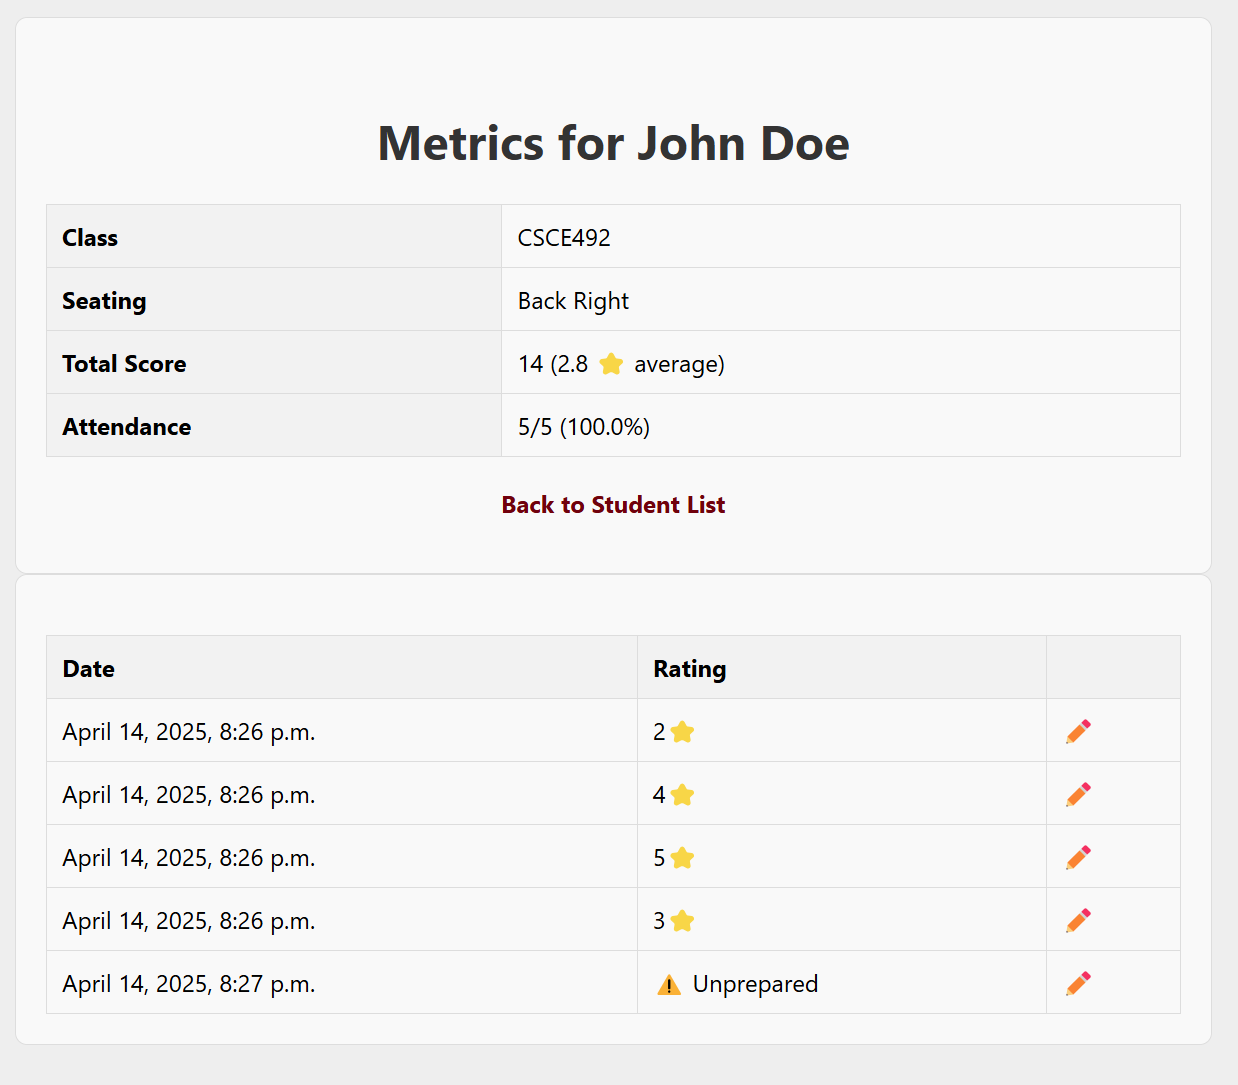 Metrics for John Doe
Class CSCE492
Seating Back Right
Total Score 14 (2.8 ⭐ average)
Attendance 5/5 (100.0%)
Back to Student List
Date Rating
April 14, 2025, 8:26 p.m. 2⭐
April 14, 2025, 8:26 p.m. 4⭐
April 14, 2025, 8:26 p.m. 5⭐
April 14, 2025, 8:26 p.m. 3⭐
April 14, 2025, 8:27 p.m. ⚠️ Unprepared